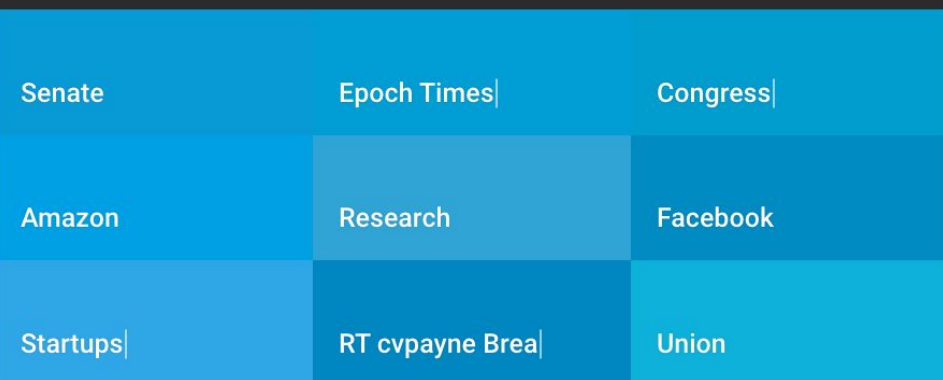 Senate
Epoch Times
Congress
Amazon
Research
Facebook
Startups
RT cvpayne Brea
Union